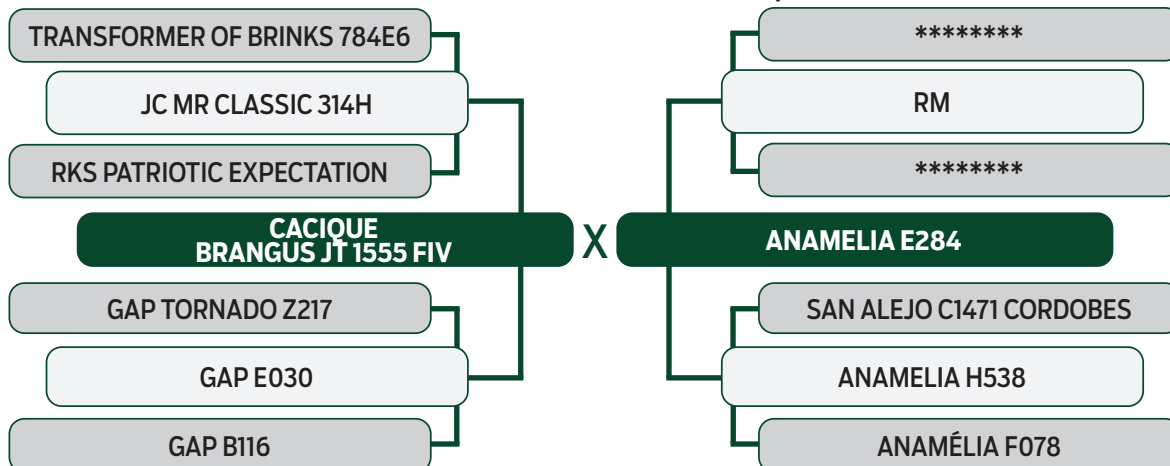 TRANSFORMER OF BRINKS 784E6
JC MR CLASSIC 314H
RKS PATRIOTIC EXPECTATION
CACIQUE
BRANGUS JT 1555 FIV
GAP TORNADO Z217
GAP E030
GAP B116
X
********
RM
********
ANAMELIA E284
SAN ALEJO C1471 CORDOBES
ANAMELIA H538
ANAMÉLIA F078